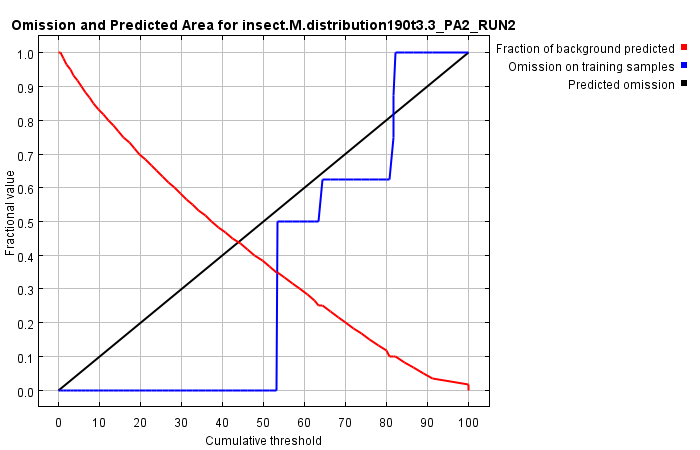 Omission and Predicted Area for insect.M.distribution190t3.3_PA2_RUN2
Fraction of background predicted
Omission on training samples
Predicted omission
Fractional value
1.0
0.9
0.8
0.7
0.6
0.5
0.4
0.3
0.2
0.1
0.0
0 10 20 30 40 50 60 70 80 90 100
Cumulative threshold